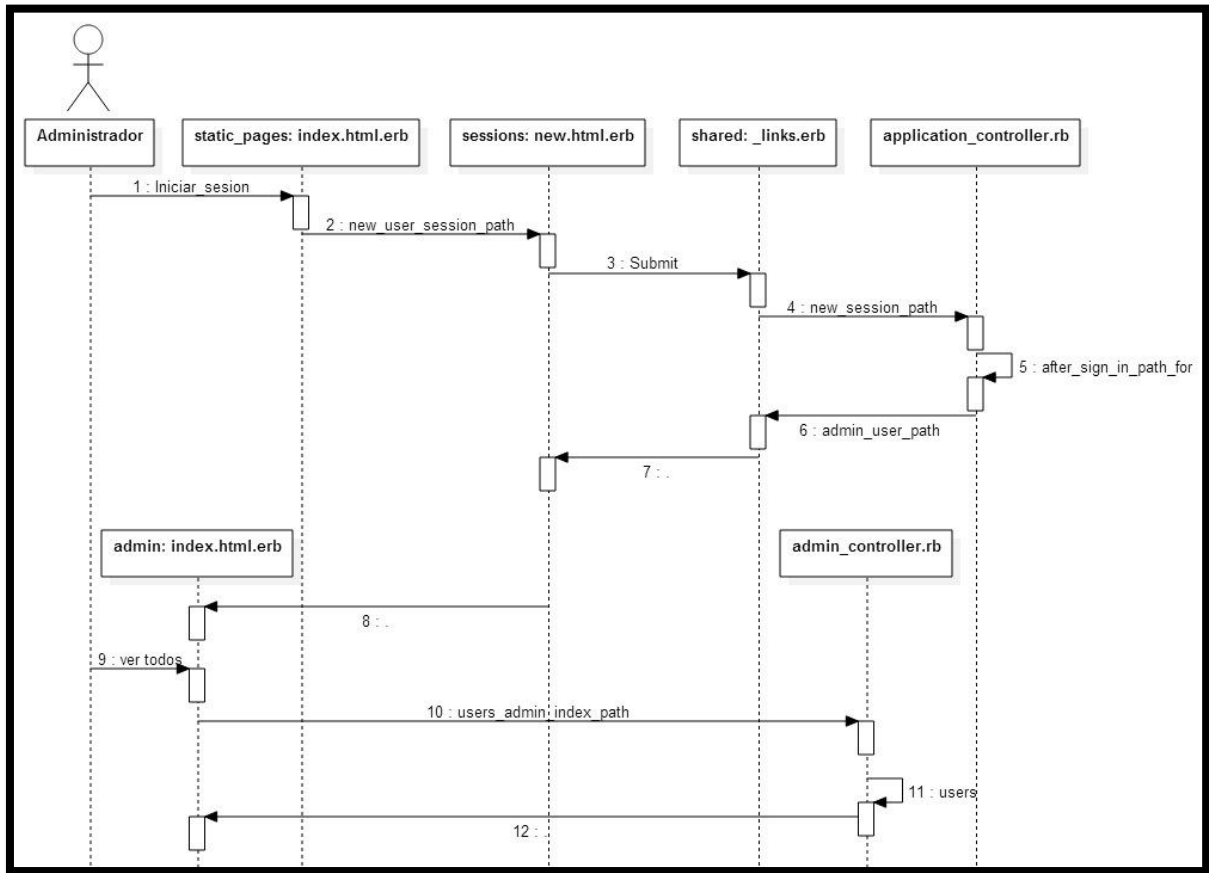 Administrador
static_pages: index.html.erb
sessions: new.html.erb
shared: _links.erb
application_controller.rb
1 : Iniciar_sesion
2 : new_user_session_path
3 : Submit
4 : new_session_path
5 : after_sign_in_path_for
6 : admin_user_path
7 : .
admin: index.html.erb
admin_controller.rb
8 : .
9 : ver todos
10 : users_admin_index_path
11 : users
12 : .